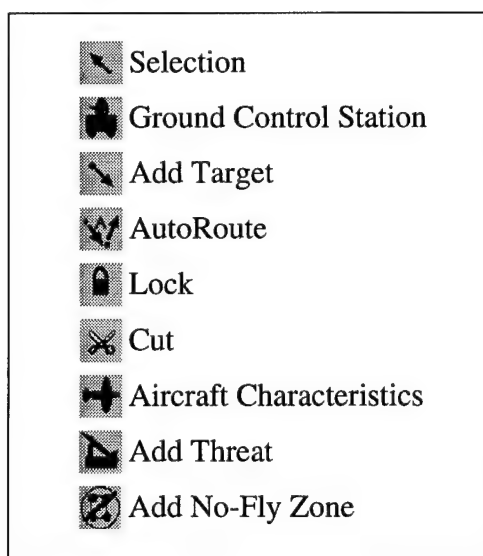 Selection
Ground Control Station
Add Target
AutoRoute
Lock
Cut
Aircraft Characteristics
Add Threat
Add No-Fly Zone